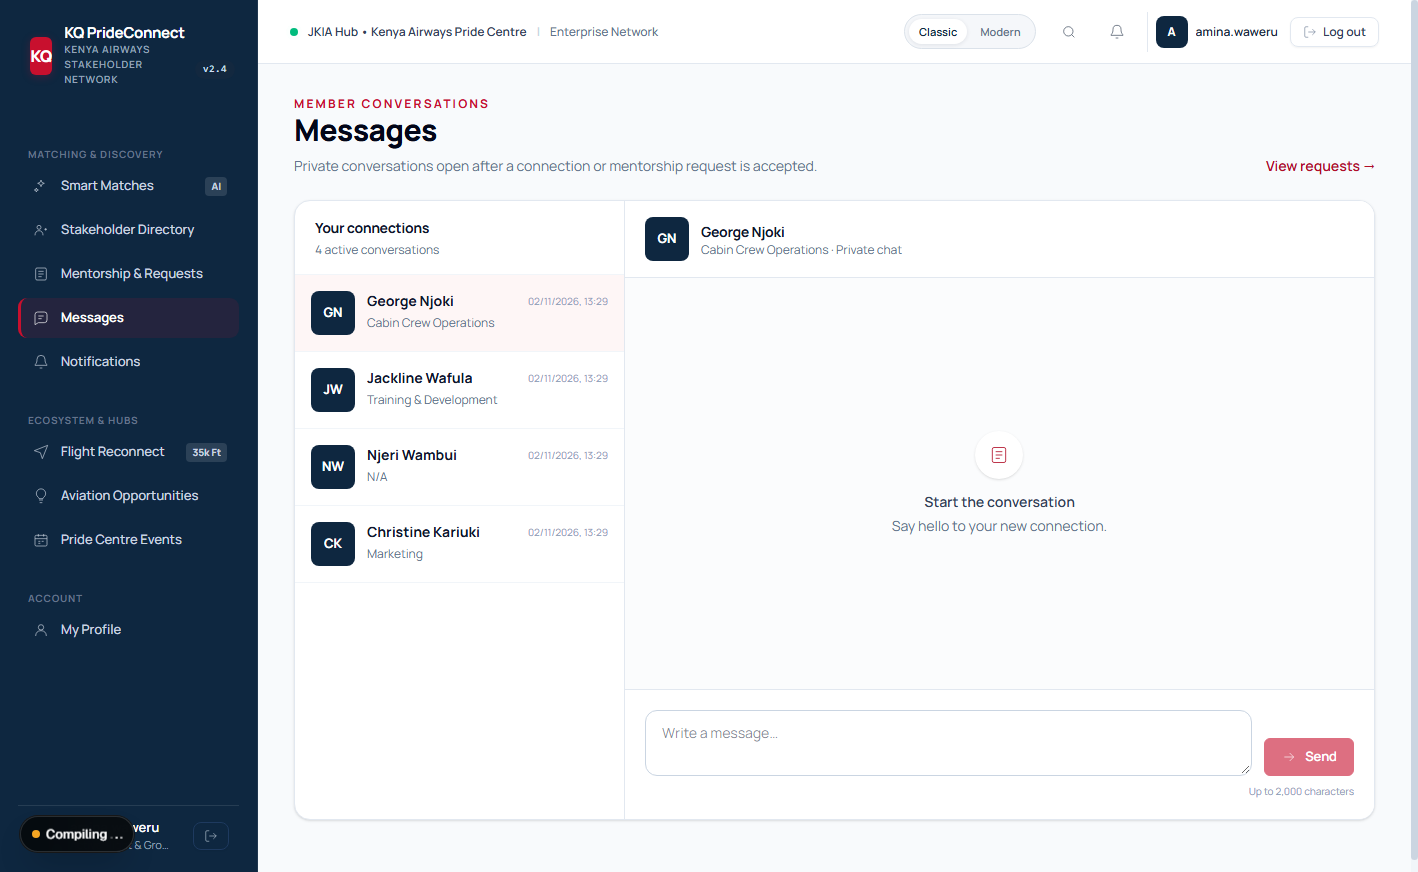 KQ
KQ PrideConnect
KENYA AIRWAYS
STAKEHOLDER
NETWORK
v2.4
MATCHING & DISCOVERY
Smart Matches
AI
Stakeholder Directory
Mentorship & Requests
Messages
Notifications
ECOSYSTEM & HUBS
Flight Reconnect
35k Ft
Aviation Opportunities
Pride Centre Events
ACCOUNT
My Profile
Compiling ...
weru
& Gro...
JKIA Hub • Kenya Airways Pride Centre | Enterprise Network
Classic
Modern
A
amina.waweru
Log out
MEMBER CONVERSATIONS
Messages
Private conversations open after a connection or mentorship request is accepted.
View requests →
Your connections
4 active conversations
GN
George Njoki
02/11/2026, 13:29
Cabin Crew Operations
JW
Jackline Wafula
02/11/2026, 13:29
Training & Development
NW
Njeri Wambui
02/11/2026, 13:29
N/A
CK
Christine Kariuki
02/11/2026, 13:29
Marketing
GN
George Njoki
Cabin Crew Operations · Private chat
Start the conversation
Say hello to your new connection.
Write a message...
→ Send
Up to 2,000 characters